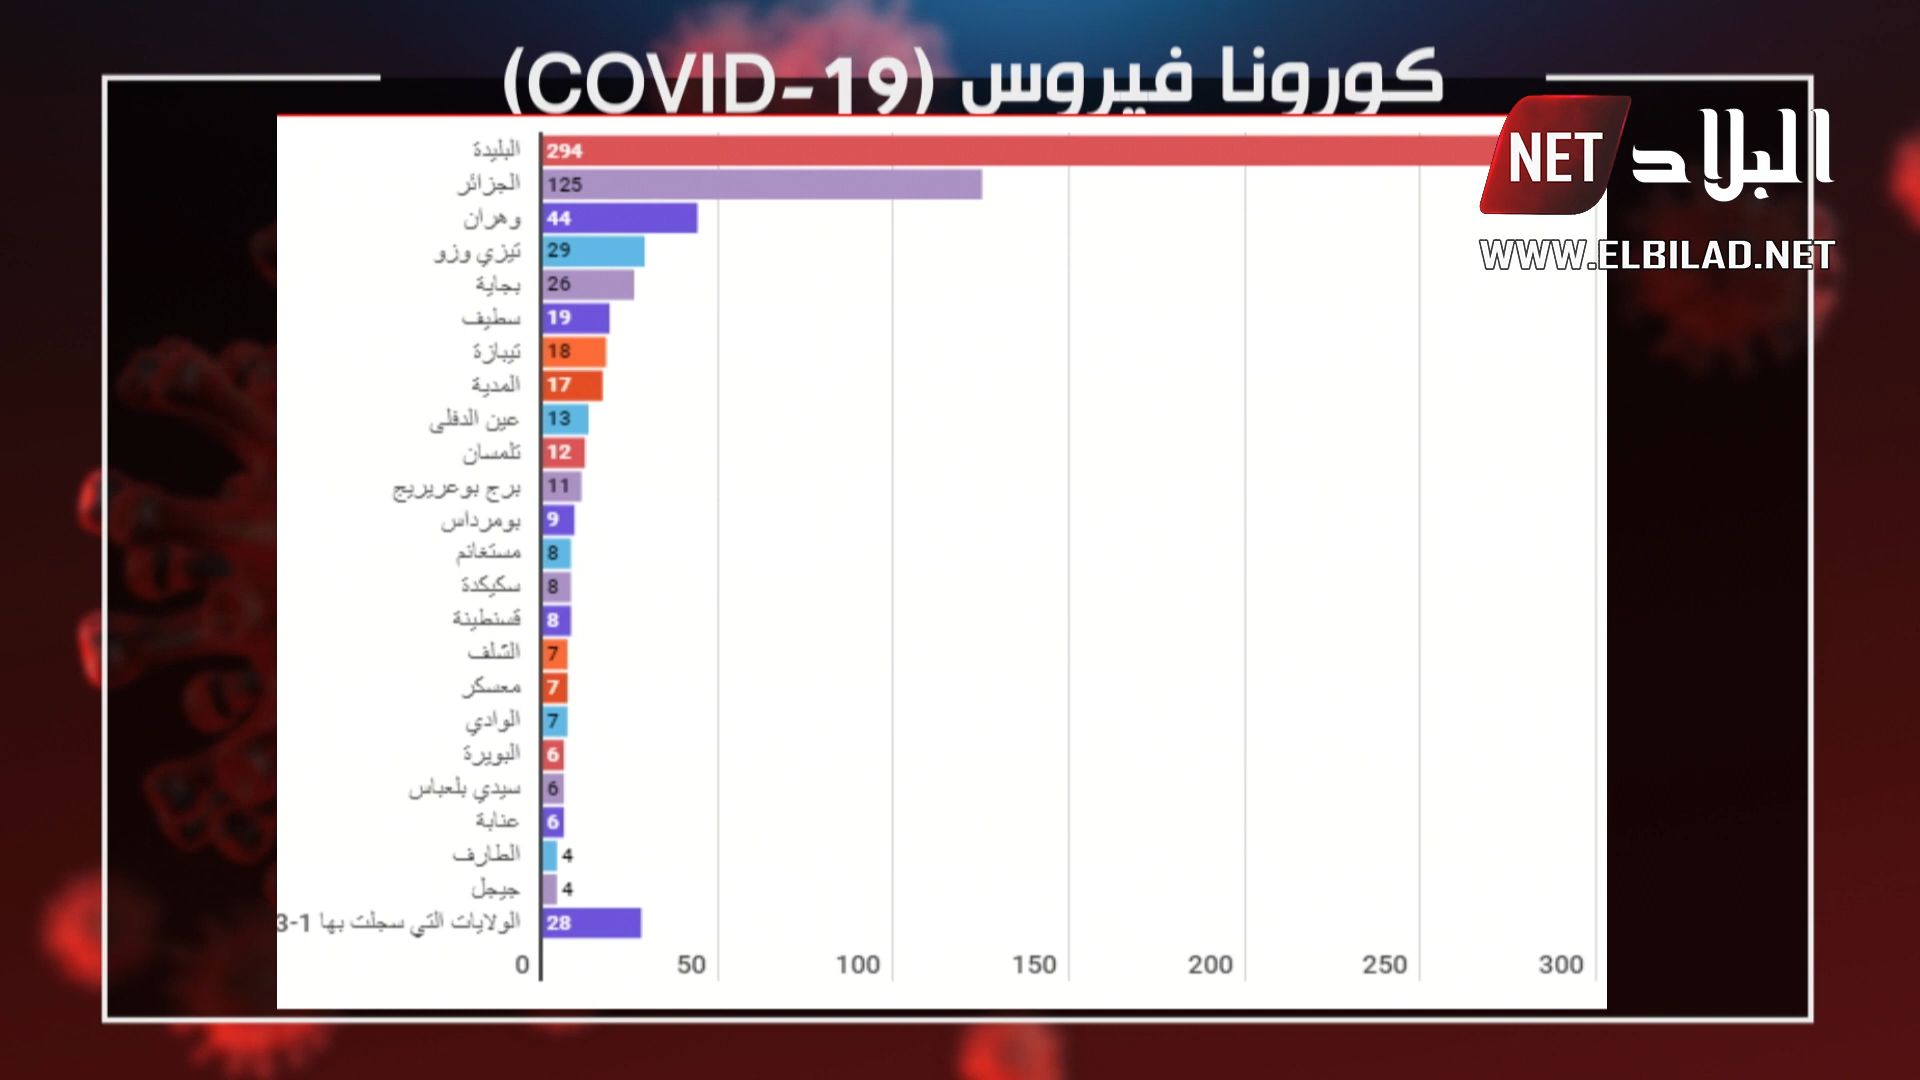 كورونا فيروس (COVID-19)
البلاد NET
WWW.ELBILAD.NET
البليدة 294
الجزائر 125
وهران 44
تيزي وزو 29
بجاية 26
سطيف 19
تيبازة 18
المدية 17
عين الدفلى 13
تلمسان 12
برج بوعريريج 11
بومرداس 9
مستغانم 8
سكيكدة 8
قسنطينة 8
الشلف 7
معسكر 7
الوادي 7
البويرة 6
سيدي بلعباس 6
عنابة 6
الطارف 4
جيجل 4
الولايات التي سجلت بها 1-3 28
0 50 100 150 200 250 300